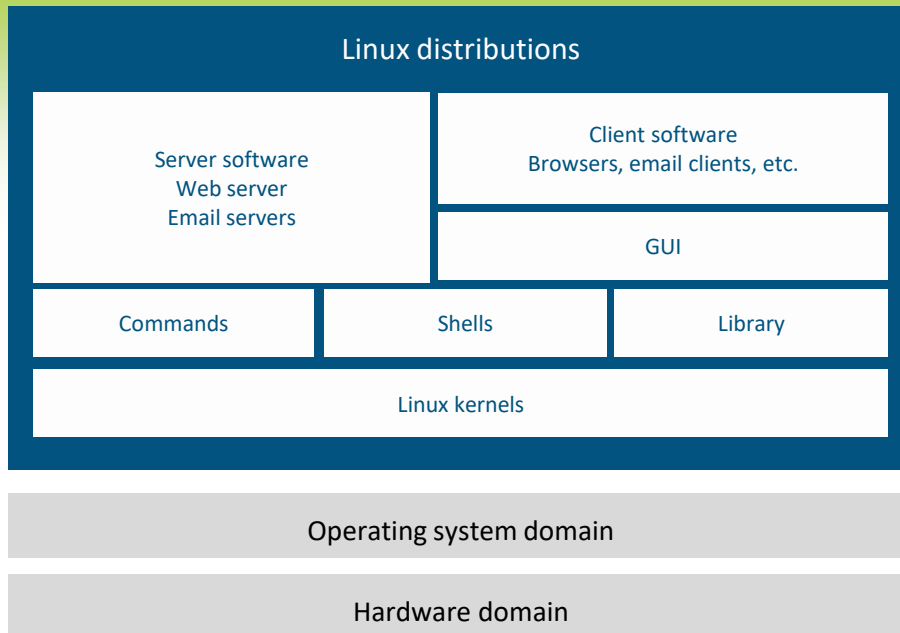 Linux distributions
Server software
Web server
Email servers
Client software
Browsers, email clients, etc.
GUI
Commands
Shells
Library
Linux kernels
Operating system domain
Hardware domain